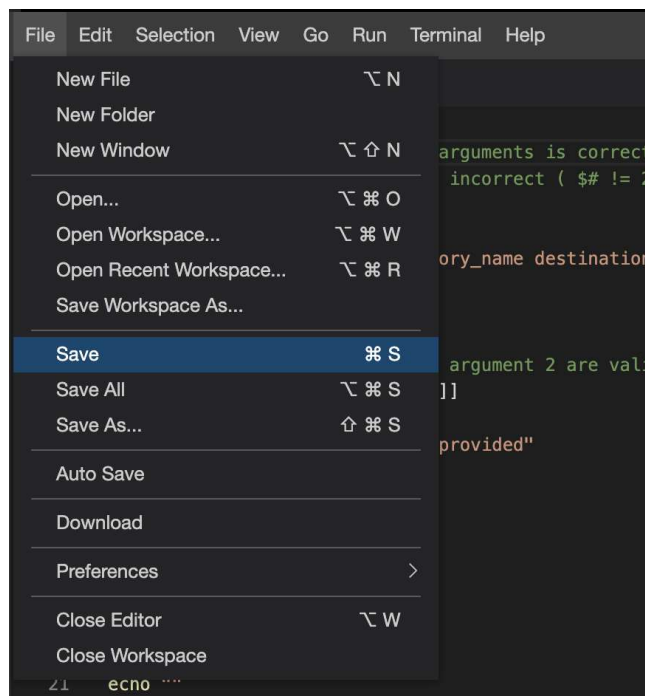 File Edit Selection View Go Run Terminal Help
New File ⌥ N
New Folder
New Window ⌥ ⇧ N
arguments is correct
Open... ⌥ ⌘ O
incorrect ( $# !=
Open Workspace... ⌥ ⌘ W
Open Recent Workspace... ⌥ ⌘ R
ory_name destination
Save Workspace As...
Save ⌘ S
argument 2 are vali
Save All ⌥ ⌘ S
]]
Save As... ⇧ ⌘ S
provided"
Auto Save
Download
Preferences >
Close Editor ⌥ W
Close Workspace
21 echo ""